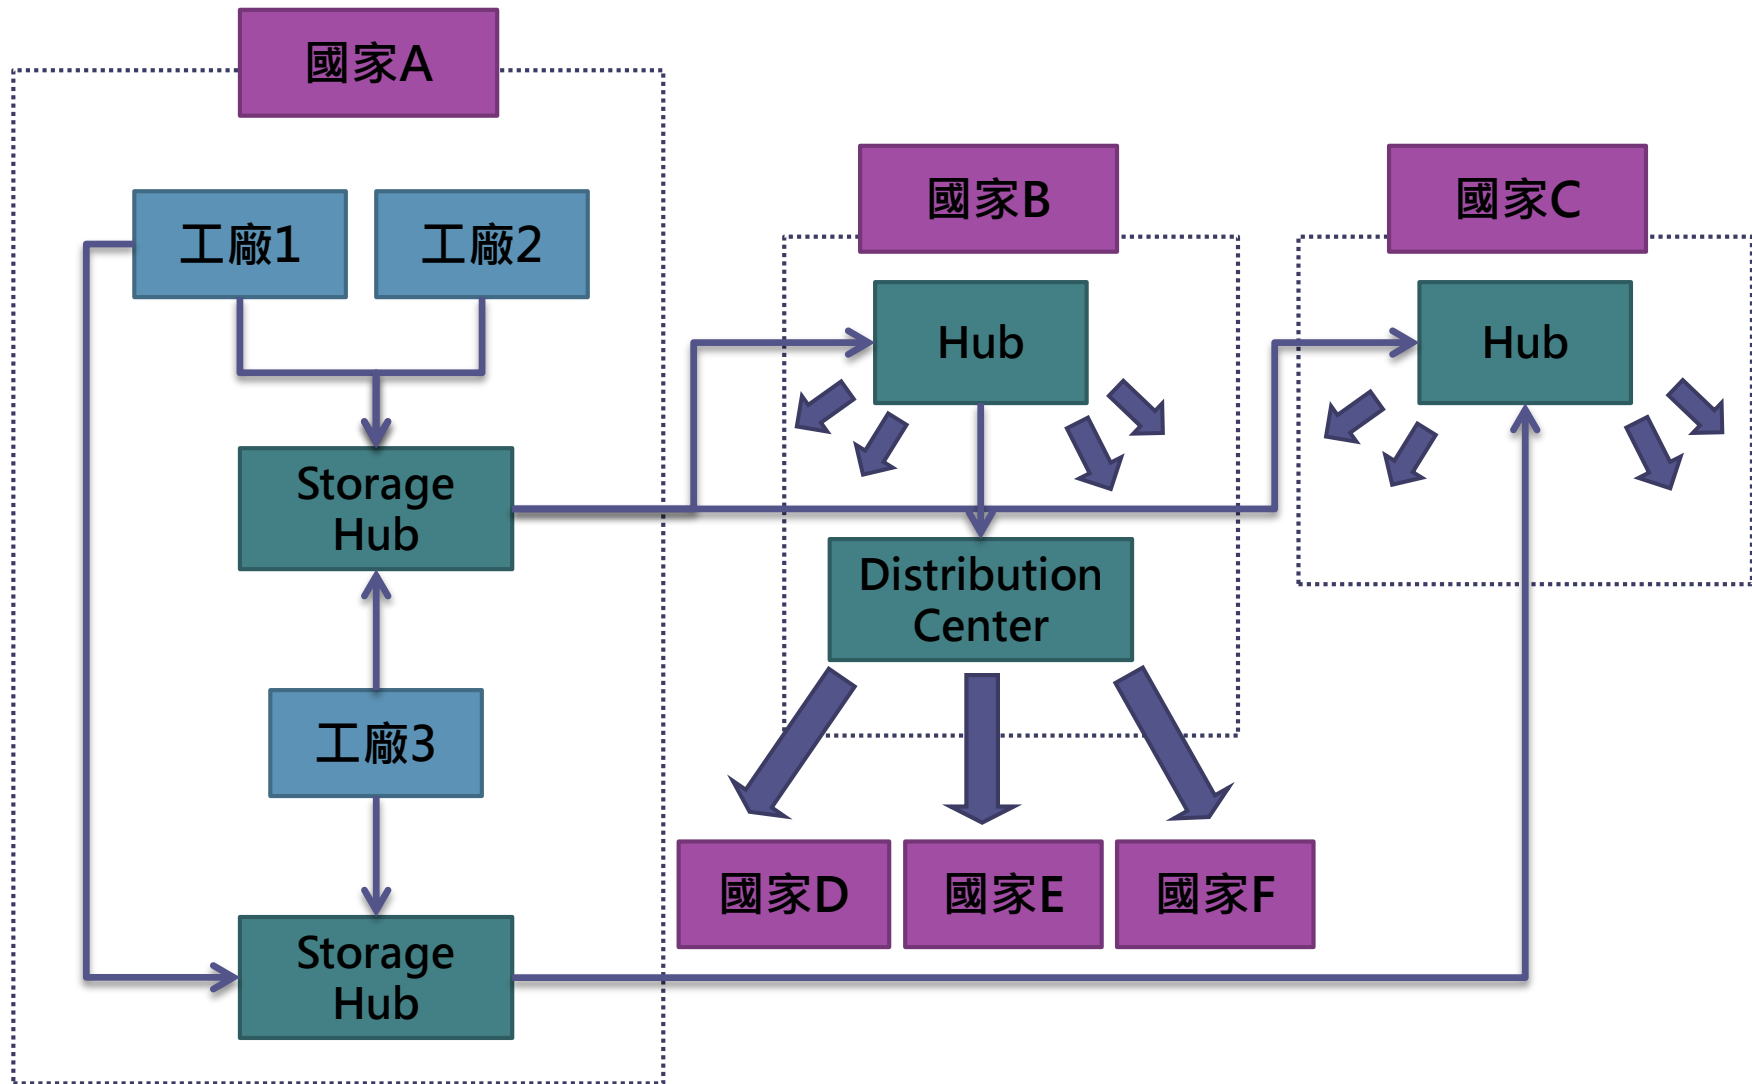 國家A
國家B
國家C
工廠1
工廠2
Hub
Hub
Storage
Hub
Distribution
Center
工廠3
國家D
國家E
國家F
Storage
Hub